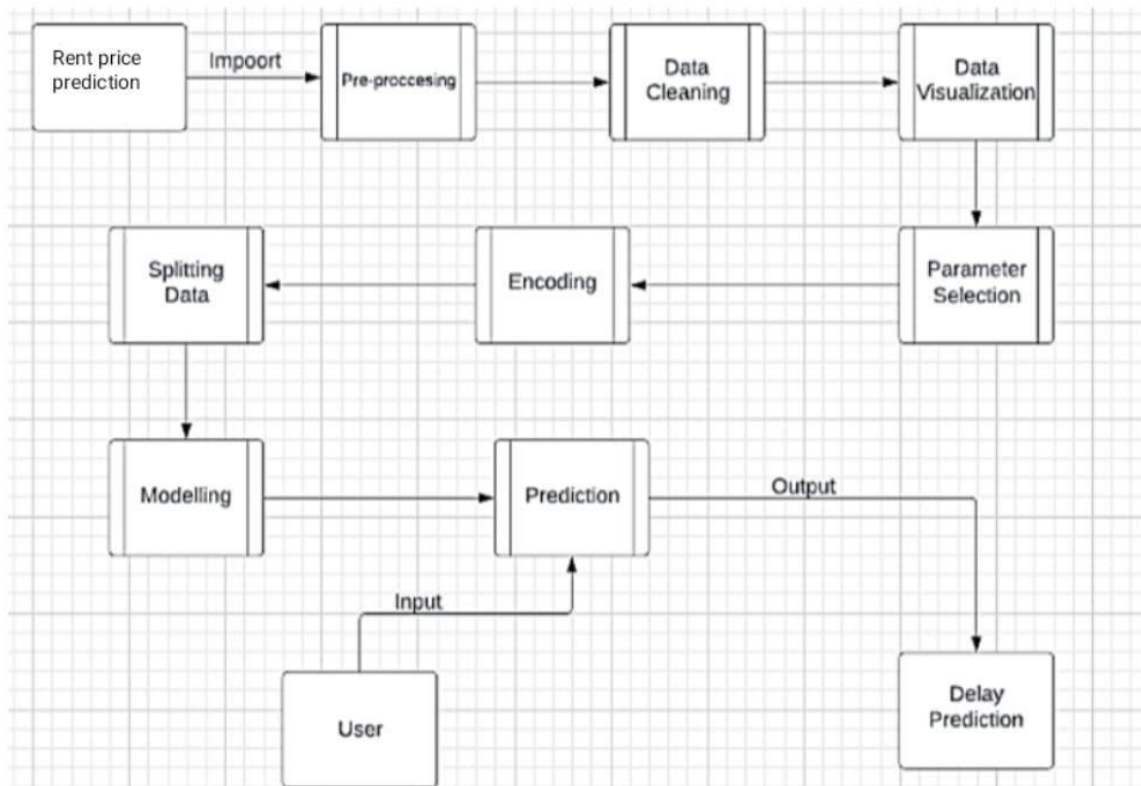 Rent price
prediction
Impoort
Pre-proccesing
Data
Cleaning
Data
Visualization
Parameter
Selection
Encoding
Splitting
Data
Modelling
Prediction
Output
Input
User
Delay
Prediction